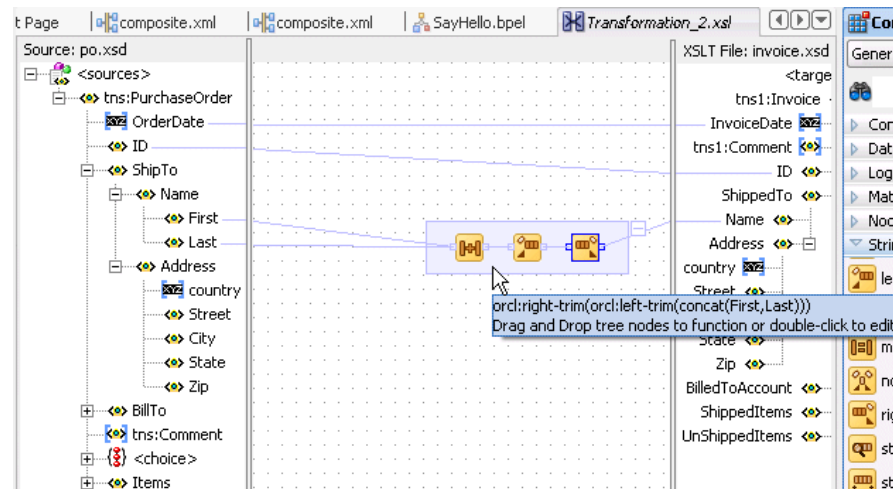 t Page composite.xml composite.xml SayHello.bpel Transformation_2.xsl Co
Source: po.xsd XSLT File: invoice.xsd Gener
<sources> <targe
tns:PurchaseOrder tns1:Invoice
OrderDate InvoiceDate Con
ID tns1:Comment Dat
ShipTo ID Log
Name ShippedTo Mat
First Name Nod
Last Address Stri
Address country le
country Street
orcl:right-trim(orcl:left-trim(concat(First,Last)))
Street
Drag and Drop tree nodes to function or double-click to edit
City State m
State Zip no
Zip BilledToAccount
BillTo ShippedItems rig
tns:Comment UnShippedItems st
<choice>
Items st